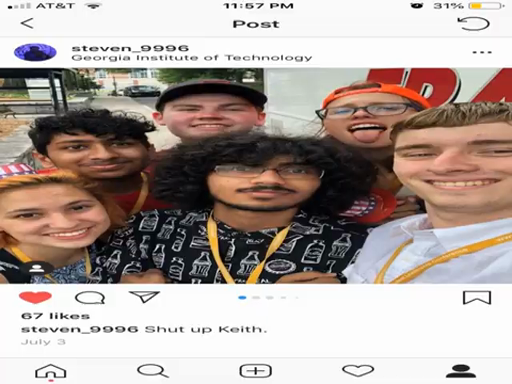 AT&T
11:57 PM
31%
Post
steven_9996
Georgia Institute of Technology
67 likes
steven_9996 Shut up Keith.
July 3